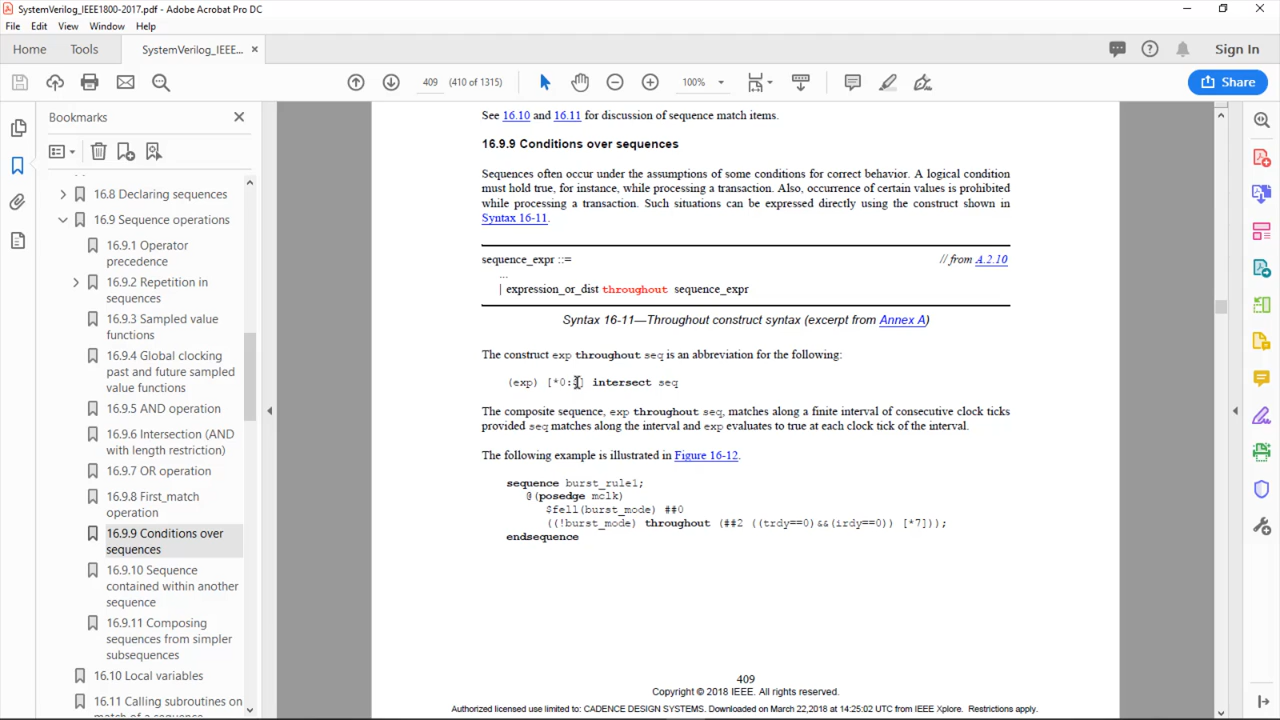 SystemVerilog_IEEE1800-2017.pdf - Adobe Acrobat Pro DC
File Edit View Window Help
Home Tools SystemVerilog_IEEE... × Sign In
409 (410 of 1315) 100% Share
Bookmarks
16.8 Declaring sequences
16.9 Sequence operations
16.9.1 Operator
precedence
16.9.2 Repetition in
sequences
16.9.3 Sampled value
functions
16.9.4 Global clocking
past and future sampled
value functions
16.9.5 AND operation
16.9.6 Intersection (AND
with length restriction)
16.9.7 OR operation
16.9.8 First_match
operation
16.9.9 Conditions over
sequences
16.9.10 Sequence
contained within another
sequence
16.9.11 Composing
sequences from simpler
subsequences
16.10 Local variables
16.11 Calling subroutines on
match of a sequence
See 16.10 and 16.11 for discussion of sequence match items.
16.9.9 Conditions over sequences
Sequences often occur under the assumptions of some conditions for correct behavior. A logical condition
must hold true, for instance, while processing a transaction. Also, occurrence of certain values is prohibited
while processing a transaction. Such situations can be expressed directly using the construct shown in
Syntax 16-11.
sequence_expr ::= // from A.2.10
...
| expression_or_dist throughout sequence_expr
Syntax 16-11—Throughout construct syntax (excerpt from Annex A)
The construct exp throughout seq is an abbreviation for the following:
(exp) [*0:$] intersect seq
The composite sequence, exp throughout seq, matches along a finite interval of consecutive clock ticks
provided seq matches along the interval and exp evaluates to true at each clock tick of the interval.
The following example is illustrated in Figure 16-12.
sequence burst_rule1;
@(posedge mclk)
$fell(burst_mode) ##0
((!burst_mode) throughout (##2 ((trdy==0)&&(irdy==0)) [*7]));
endsequence
409
Copyright © 2018 IEEE. All rights reserved.
Authorized licensed use limited to: CADENCE DESIGN SYSTEMS. Downloaded on March 22,2018 at 14:25:02 UTC from IEEE Xplore. Restrictions apply.